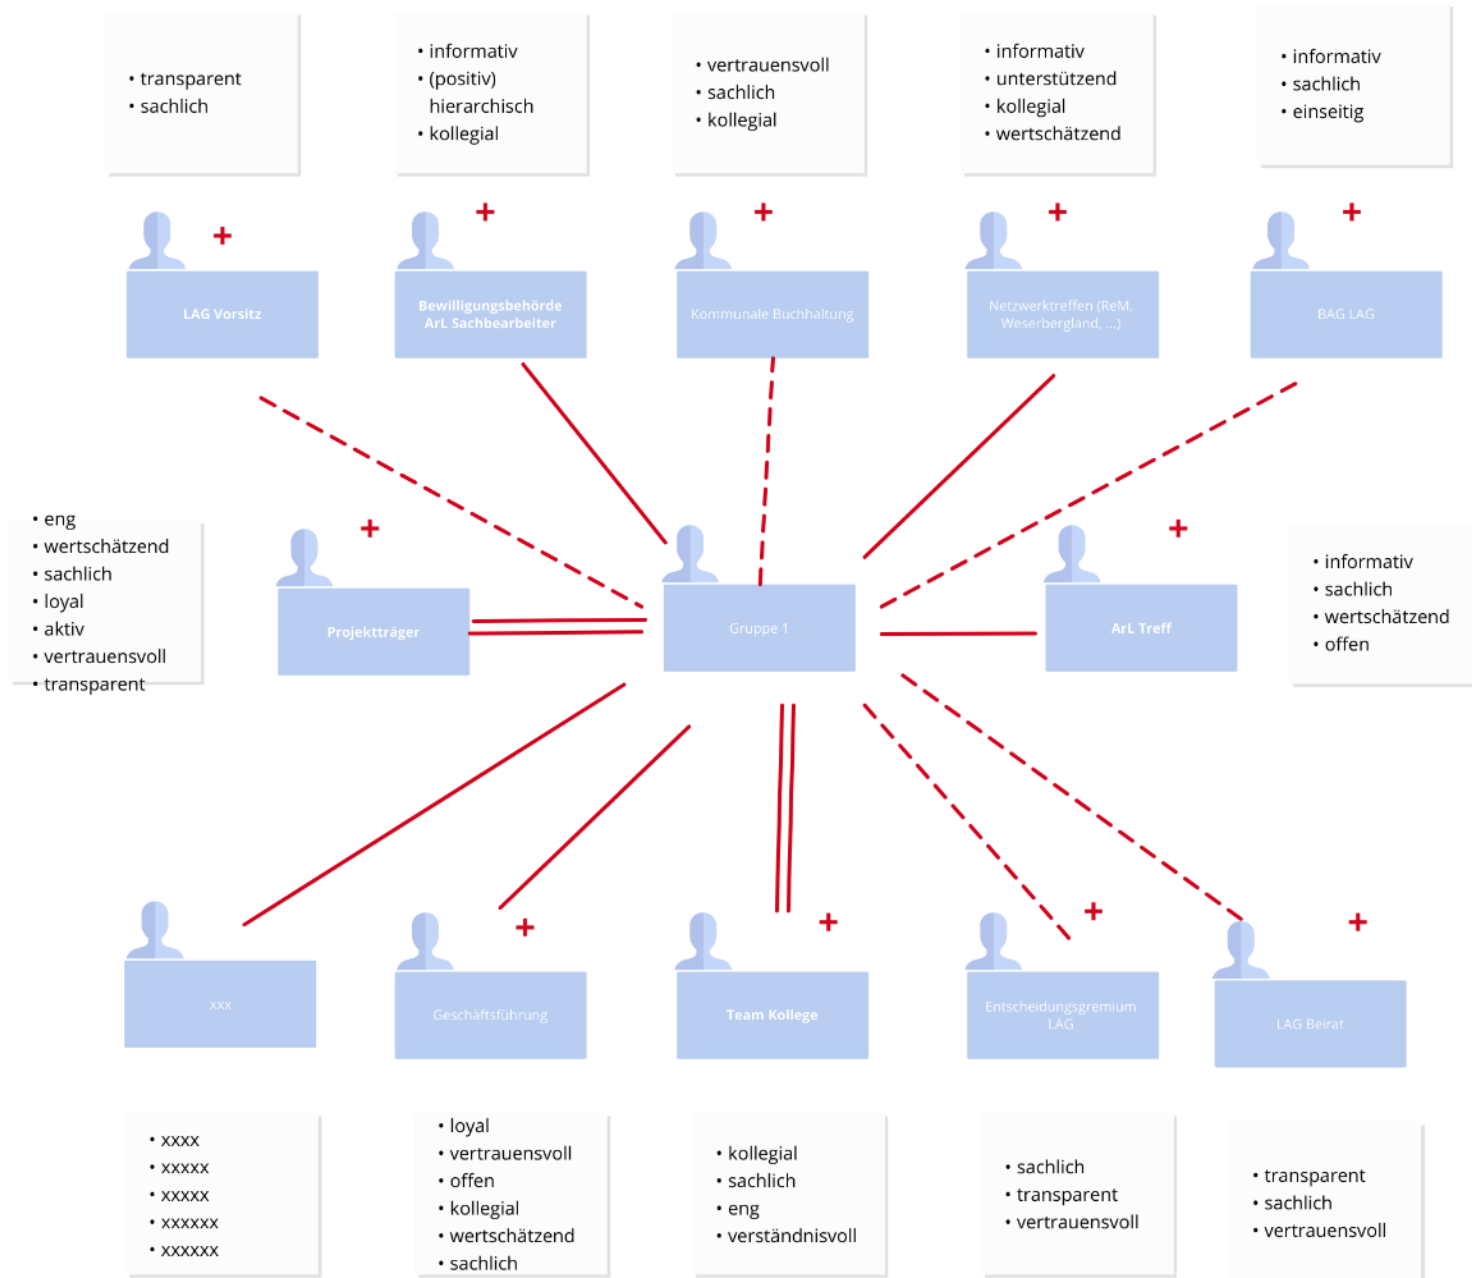 • transparent
• sachlich
• informativ
• (positiv)
hierarchisch
• kollegial
• vertrauensvoll
• sachlich
• kollegial
• informativ
• unterstützend
• kollegial
• wertschätzend
• informativ
• sachlich
• einseitig
+
+
+
+
+
LAG Vorsitz
Bewilligungsbehörde
ArL Sachbearbeiter
Kommunale Buchhaltung
Netzwerktreffen (ReM,
Weserbergland, ...)
BAG LAG
• eng
• wertschätzend
• sachlich
• loyal
• aktiv
• vertrauensvoll
• transparent
+
Projektträger
Gruppe 1
+
ArL Treff
• informativ
• sachlich
• wertschätzend
• offen
+
+
+
+
xxx
Geschäftsführung
Team Kollege
Entscheidungsgremium
LAG
LAG Beirat
• xxxx
• xxxxx
• xxxxx
• xxxxxx
• xxxxxx
• loyal
• vertrauensvoll
• offen
• kollegial
• wertschätzend
• sachlich
• kollegial
• sachlich
• eng
• verständnisvoll
• sachlich
• transparent
• vertrauensvoll
• transparent
• sachlich
• vertrauensvoll